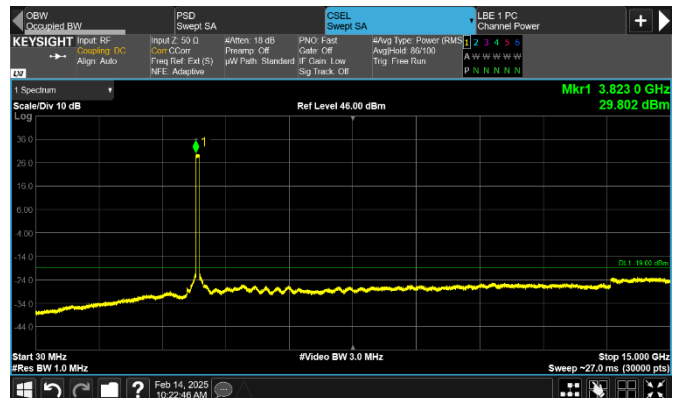 OBW
Occupied BW
PSD
Swept SA
CSEL
Swept SA
LBE 1 PC
Channel Power
KEYSIGHT
Input: RF
Coupling: DC
Align: Auto
Input Z: 50 Ω
Corr CCorr
Freq Ref: Ext (S)
NFE: Adaptive
#Atten: 18 dB
Preamp: Off
µW Path: Standard
PNO: Fast
Gate: Off
IF Gain: Low
Sig Track: Off
#Avg Type: Power (RMS)
Avg|Hold: 86/100
Trig: Free Run
1 2 3 4 5 6
A W W W W W
P N N N N N
LXI
1 Spectrum
Scale/Div 10 dB
Ref Level 46.00 dBm
Mkr1 3.823 0 GHz
29.802 dBm
Log
36.0
26.0
16.0
6.00
-4.00
-14.0
-24.0
-34.0
-44.0
1
DL1 -19.00 dBm
Start 30 MHz
#Res BW 1.0 MHz
#Video BW 3.0 MHz
Stop 15.000 GHz
Sweep ~27.0 ms (30000 pts)
Feb 14, 2025
10:22:46 AM